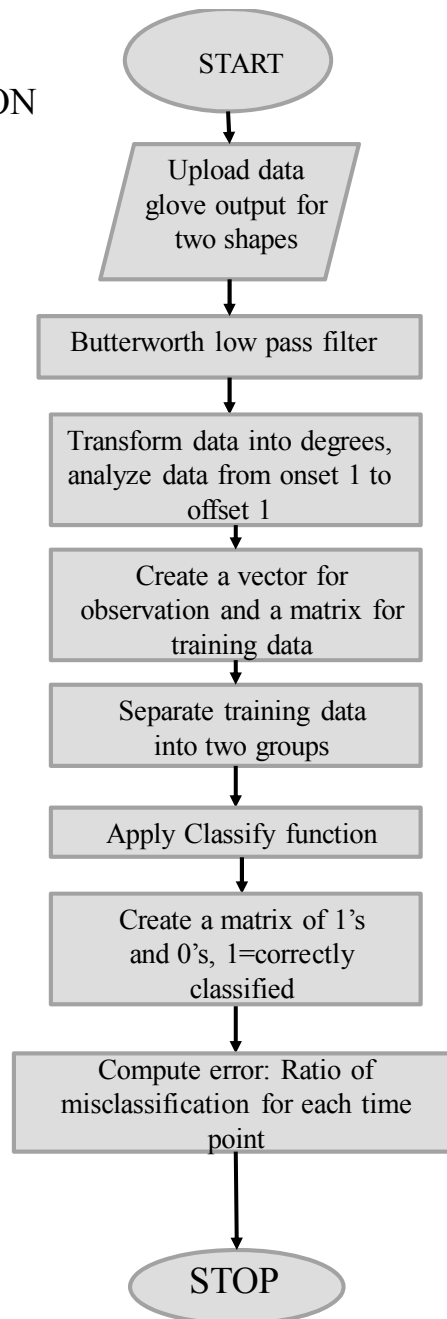 START
ON
Upload data
glove output for
two shapes
Butterworth low pass filter
Transform data into degrees,
analyze data from onset 1 to
offset 1
Create a vector for
observation and a matrix for
training data
Separate training data
into two groups
Apply Classify function
Create a matrix of 1’s
and 0’s, 1=correctly
classified
Compute error: Ratio of
misclassification for each time
point
STOP